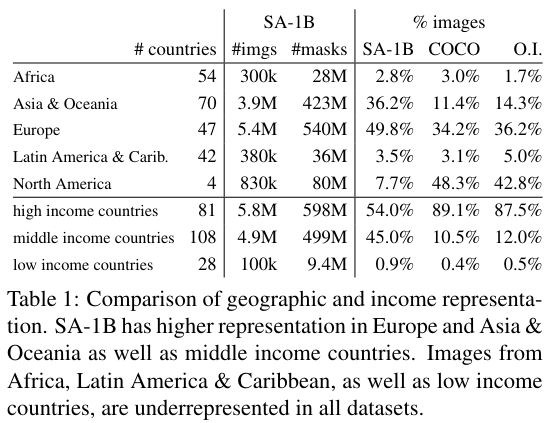 SA-1B % images
# countries #imgs #masks SA-1B COCO O.I.
Africa 54 300k 28M 2.8% 3.0% 1.7%
Asia & Oceania 70 3.9M 423M 36.2% 11.4% 14.3%
Europe 47 5.4M 540M 49.8% 34.2% 36.2%
Latin America & Carib. 42 380k 36M 3.5% 3.1% 5.0%
North America 4 830k 80M 7.7% 48.3% 42.8%
high income countries 81 5.8M 598M 54.0% 89.1% 87.5%
middle income countries 108 4.9M 499M 45.0% 10.5% 12.0%
low income countries 28 100k 9.4M 0.9% 0.4% 0.5%
Table 1: Comparison of geographic and income representa-
tion. SA-1B has higher representation in Europe and Asia &
Oceania as well as middle income countries. Images from
Africa, Latin America & Caribbean, as well as low income
countries, are underrepresented in all datasets.